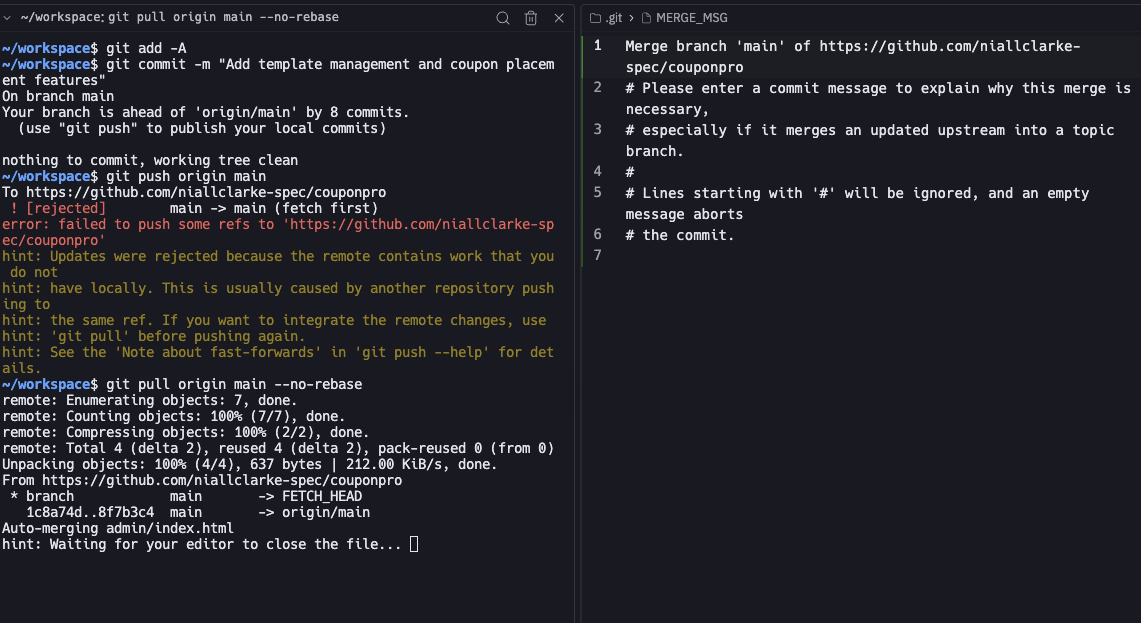 ~/workspace: git pull origin main --no-rebase
~/workspace$ git add -A
~/workspace$ git commit -m "Add template management and coupon placem
ent features"
On branch main
Your branch is ahead of 'origin/main' by 8 commits.
  (use "git push" to publish your local commits)
nothing to commit, working tree clean
~/workspace$ git push origin main
To https://github.com/niallclarke-spec/couponpro
 ! [rejected]        main -> main (fetch first)
error: failed to push some refs to 'https://github.com/niallclarke-sp
ec/couponpro'
hint: Updates were rejected because the remote contains work that you
 do not
hint: have locally. This is usually caused by another repository push
ing to
hint: the same ref. If you want to integrate the remote changes, use
hint: 'git pull' before pushing again.
hint: See the 'Note about fast-forwards' in 'git push --help' for det
ails.
~/workspace$ git pull origin main --no-rebase
remote: Enumerating objects: 7, done.
remote: Counting objects: 100% (7/7), done.
remote: Compressing objects: 100% (2/2), done.
remote: Total 4 (delta 2), reused 4 (delta 2), pack-reused 0 (from 0)
Unpacking objects: 100% (4/4), 637 bytes | 212.00 KiB/s, done.
From https://github.com/niallclarke-spec/couponpro
 * branch            main       -> FETCH_HEAD
   1c8a74d..8f7b3c4  main       -> origin/main
Auto-merging admin/index.html
hint: Waiting for your editor to close the file...
.git > MERGE_MSG
1 Merge branch 'main' of https://github.com/niallclarke-
spec/couponpro
2 # Please enter a commit message to explain why this merge is
necessary,
3 # especially if it merges an updated upstream into a topic
branch.
4 #
5 # Lines starting with '#' will be ignored, and an empty
message aborts
6 # the commit.
7